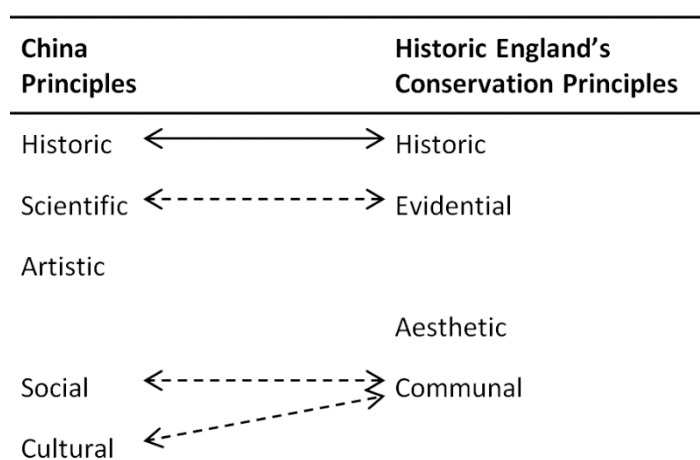 China Principles
Historic England’s Conservation Principles
Historic
Historic
Scientific
Evidential
Artistic
Aesthetic
Social
Communal
Cultural